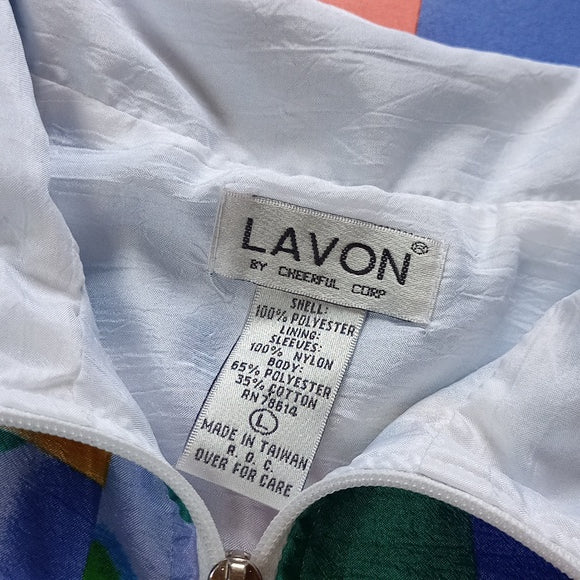 LAVON®
BY CHEERFUL CORP
SHELL:
100% POLYESTER
LINING:
SLEEVES:
100% NYLON
BODY:
65% POLYESTER
35% COTTON
RN 78614
L
MADE IN TAIWAN
R.O.C.
OVER FOR CARE